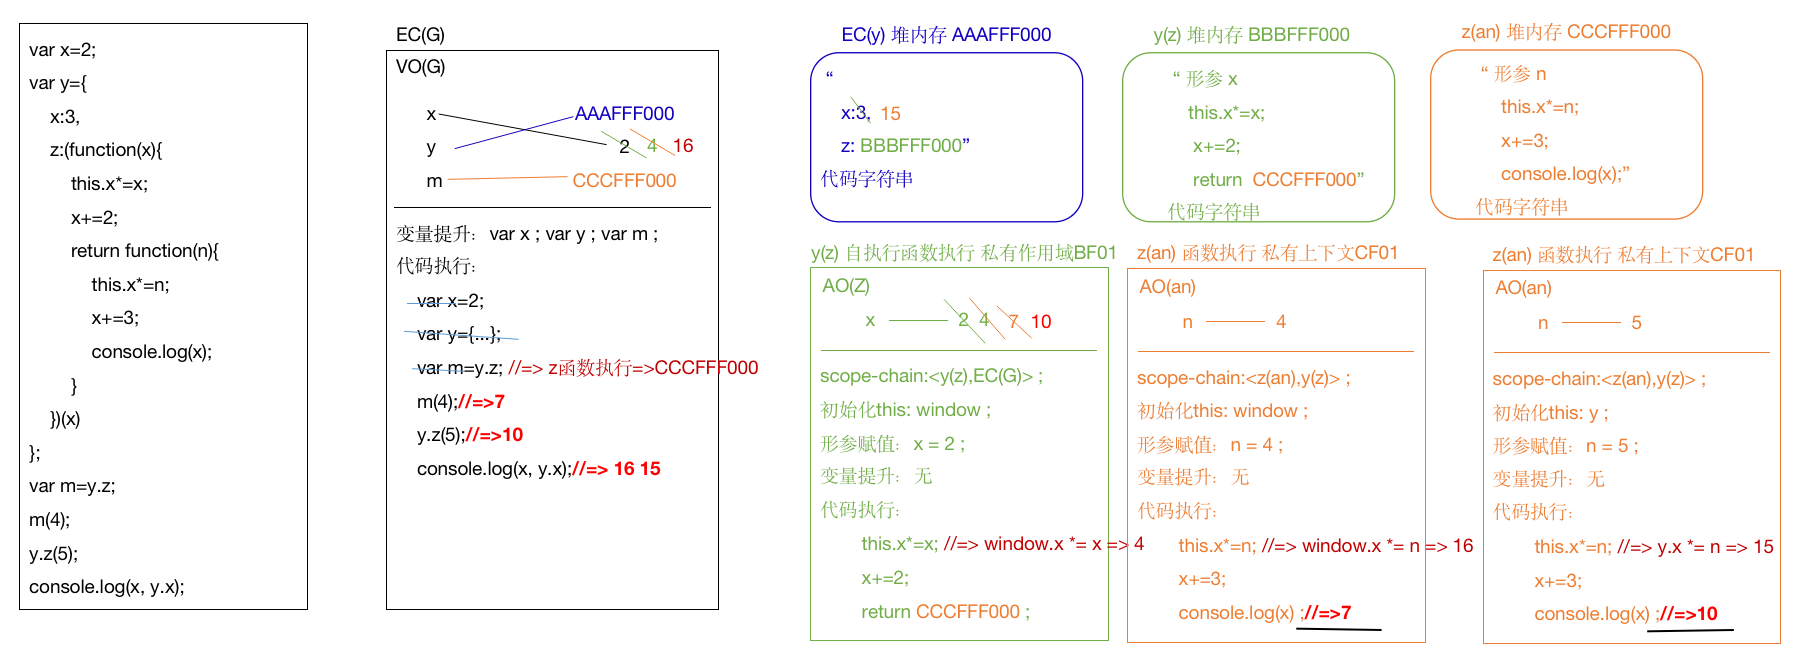 var x=2;
var y={
x:3,
z:(function(x){
this.x*=x;
x+=2;
return function(n){
this.x*=n;
x+=3;
console.log(x);
}
})(x)
};
var m=y.z;
m(4);
y.z(5);
console.log(x, y.x);
EC(G)
VO(G)
x AAAFFF000
y 2 4 16
m CCCFFF000
变量提升: var x ; var y ; var m ;
代码执行:
var x=2;
var y={...};
var m=y.z; //=> z函数执行=>CCCFFF000
m(4);//=>7
y.z(5);//=>10
console.log(x, y.x);//=> 16 15
EC(y) 堆内存 AAAFFF000
“
x:3, 15
z: BBBFFF000”
代码字符串
y(z) 堆内存 BBBFFF000
“ 形参 x
this.x*=x;
x+=2;
return CCCFFF000”
代码字符串
z(an) 堆内存 CCCFFF000
“ 形参 n
this.x*=n;
x+=3;
console.log(x);”
代码字符串
y(z) 自执行函数执行 私有作用域BF01
AO(Z)
x 2 4 7 10
scope-chain:<y(z),EC(G)> ;
初始化this: window ;
形参赋值: x = 2 ;
变量提升: 无
代码执行:
this.x*=x; //=> window.x *= x => 4
x+=2;
return CCCFFF000 ;
z(an) 函数执行 私有上下文CF01
AO(an)
n 4
scope-chain:<z(an),y(z)> ;
初始化this: window ;
形参赋值: n = 4 ;
变量提升: 无
代码执行:
this.x*=n; //=> window.x *= n => 16
x+=3;
console.log(x) ;//=>7
z(an) 函数执行 私有上下文CF01
AO(an)
n 5
scope-chain:<z(an),y(z)> ;
初始化this: y ;
形参赋值: n = 5 ;
变量提升: 无
代码执行:
this.x*=n; //=> y.x *= n => 15
x+=3;
console.log(x) ;//=>10